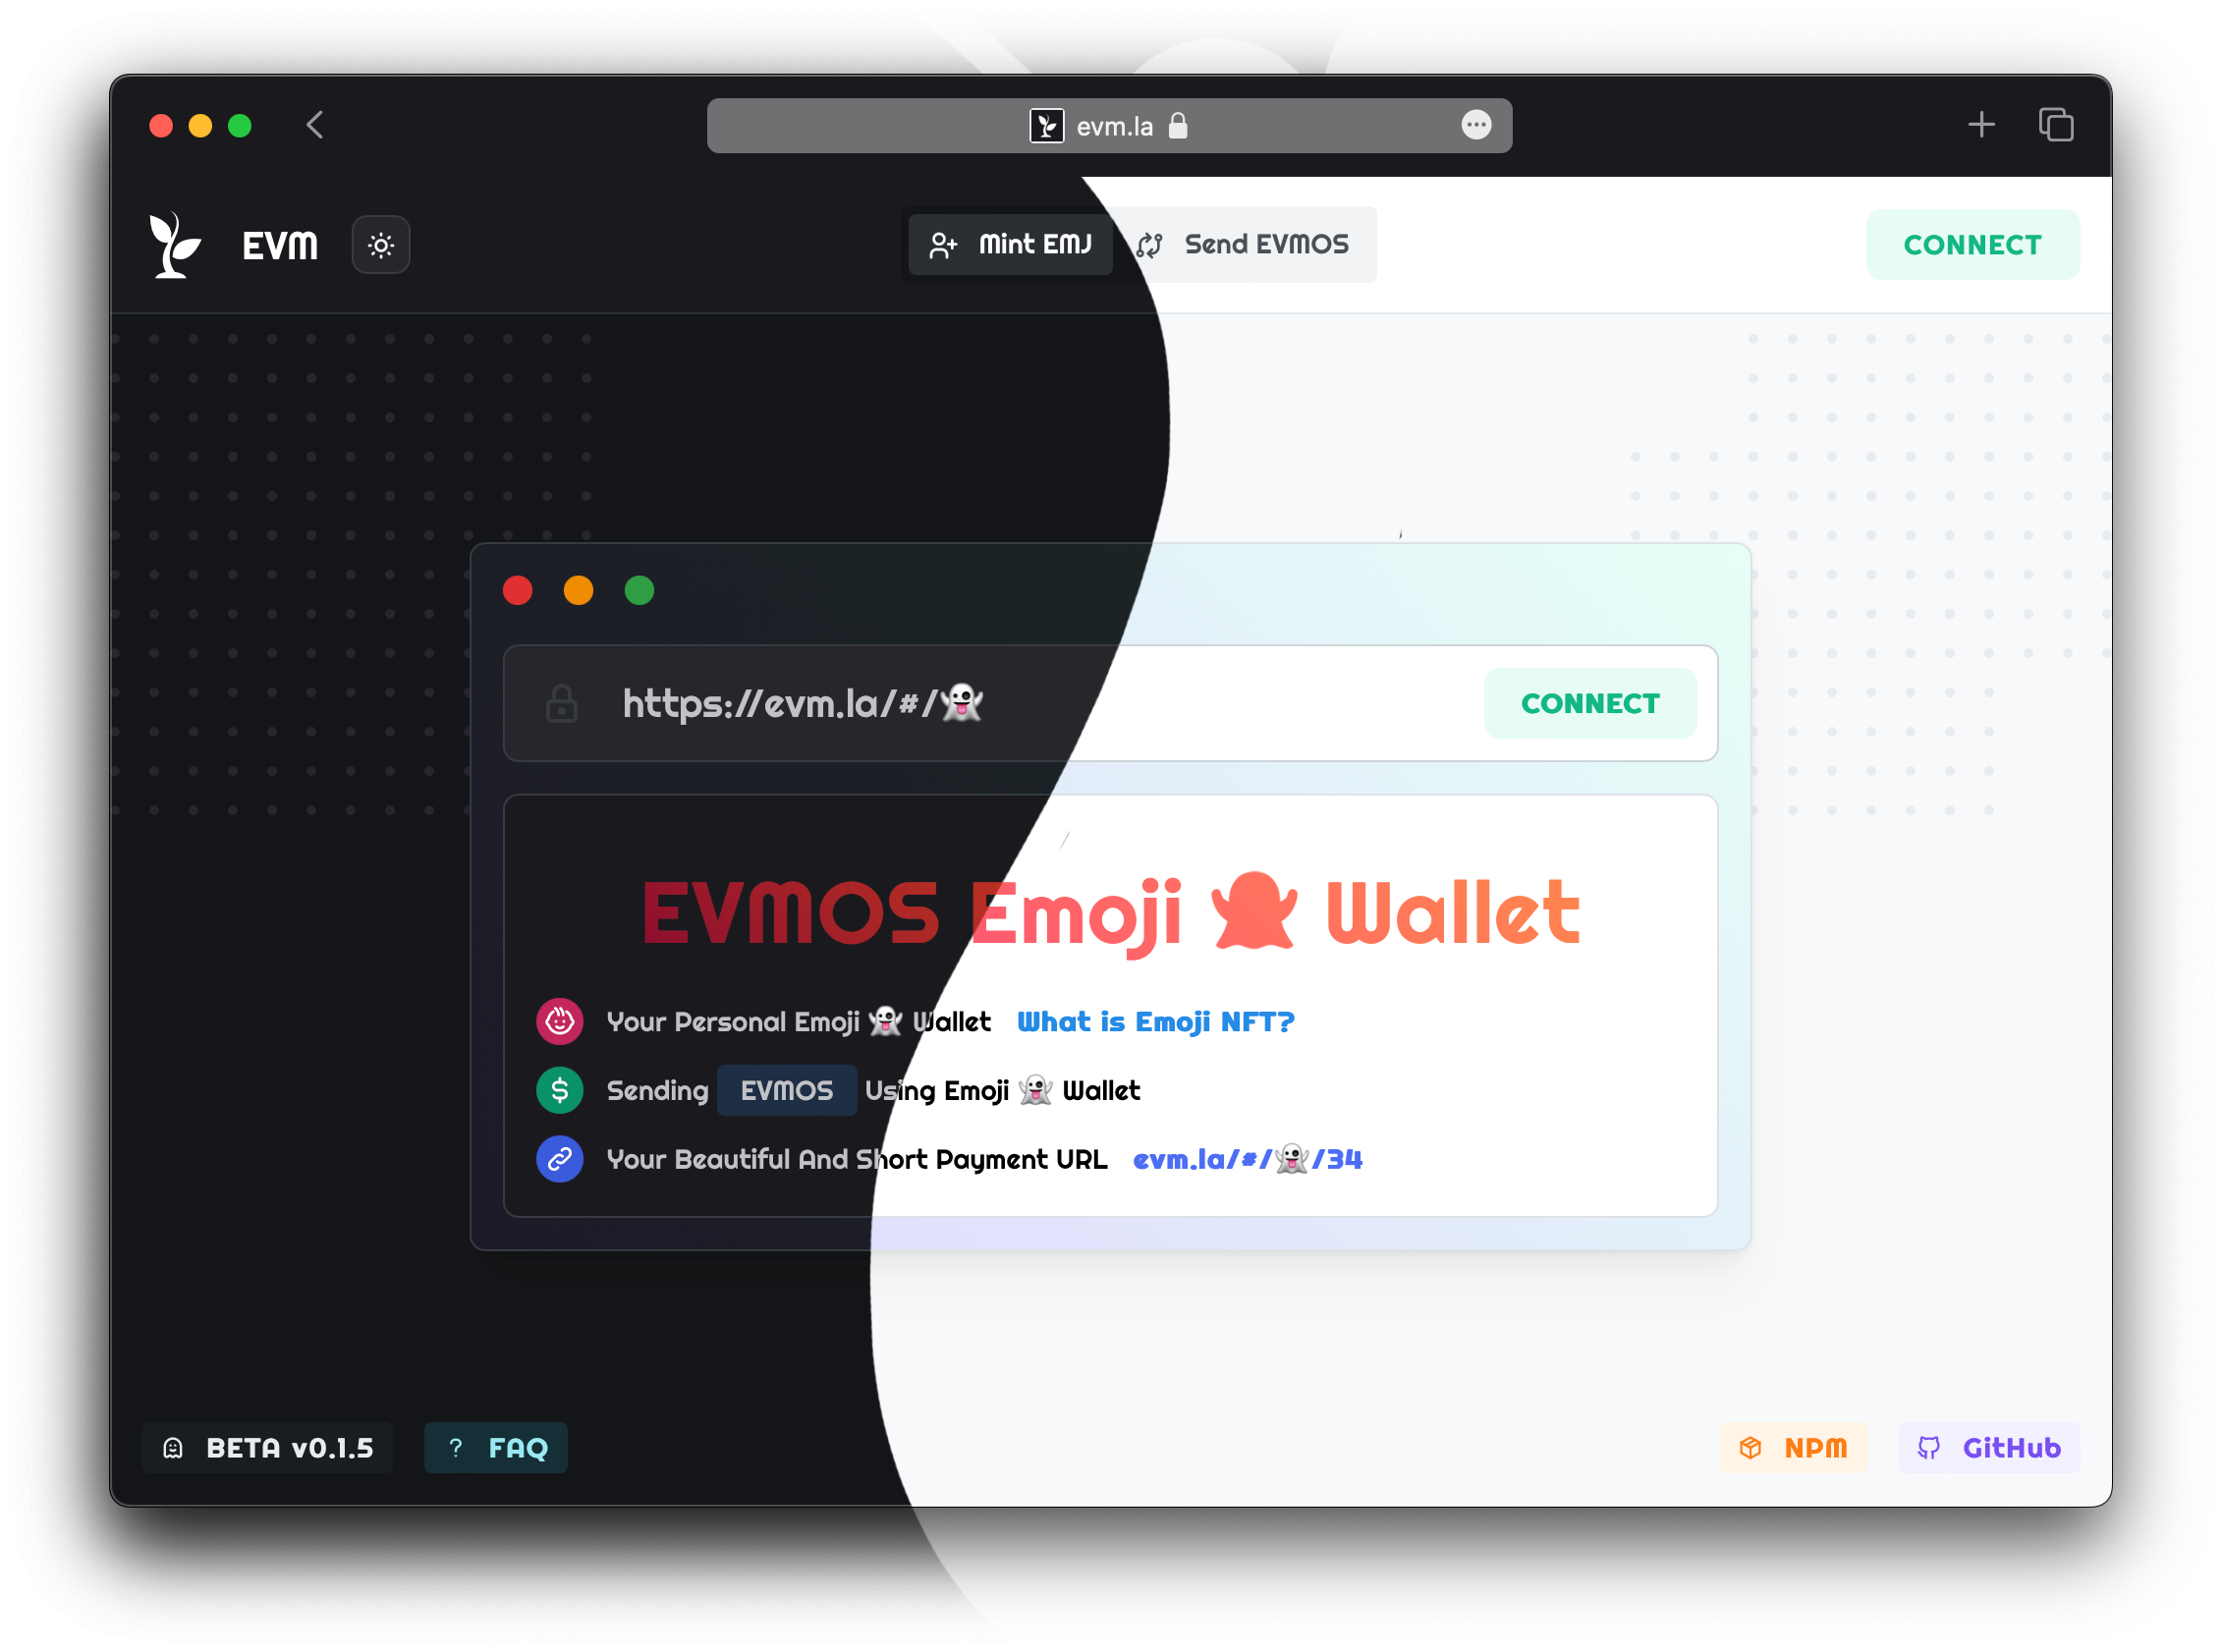 evm.la
EVM
Mint EMJ
Send EVMOS
CONNECT
https://evm.la/#/👻
CONNECT
EVMOS Emoji 👻 Wallet
Your Personal Emoji 👻 Wallet What is Emoji NFT?
Sending EVMOS Using Emoji 👻 Wallet
Your Beautiful And Short Payment URL evm.la/#/👻/34
BETA v0.1.5
? FAQ
NPM
GitHub